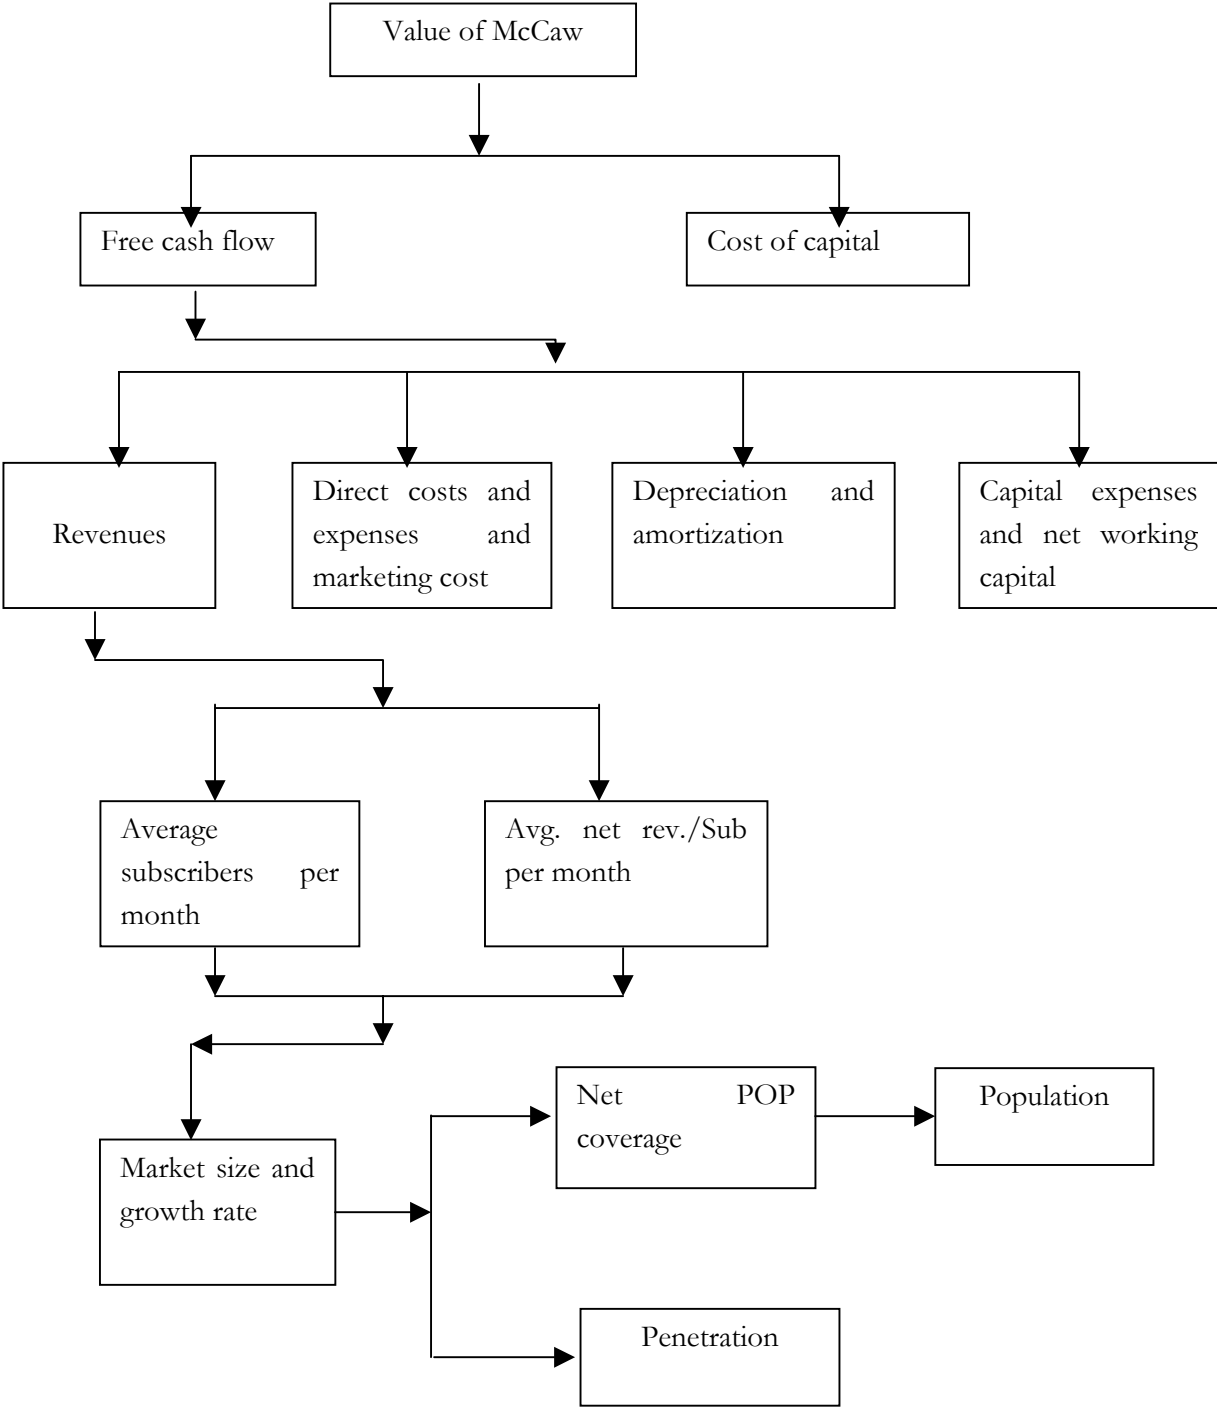 Value of McCaw
Free cash flow
Cost of capital
Revenues
Direct costs and
expenses and
marketing cost
Depreciation and
amortization
Capital expenses
and net working
capital
Average
subscribers per
month
Avg. net rev./Sub
per month
Market size and
growth rate
Net POP
coverage
Population
Penetration